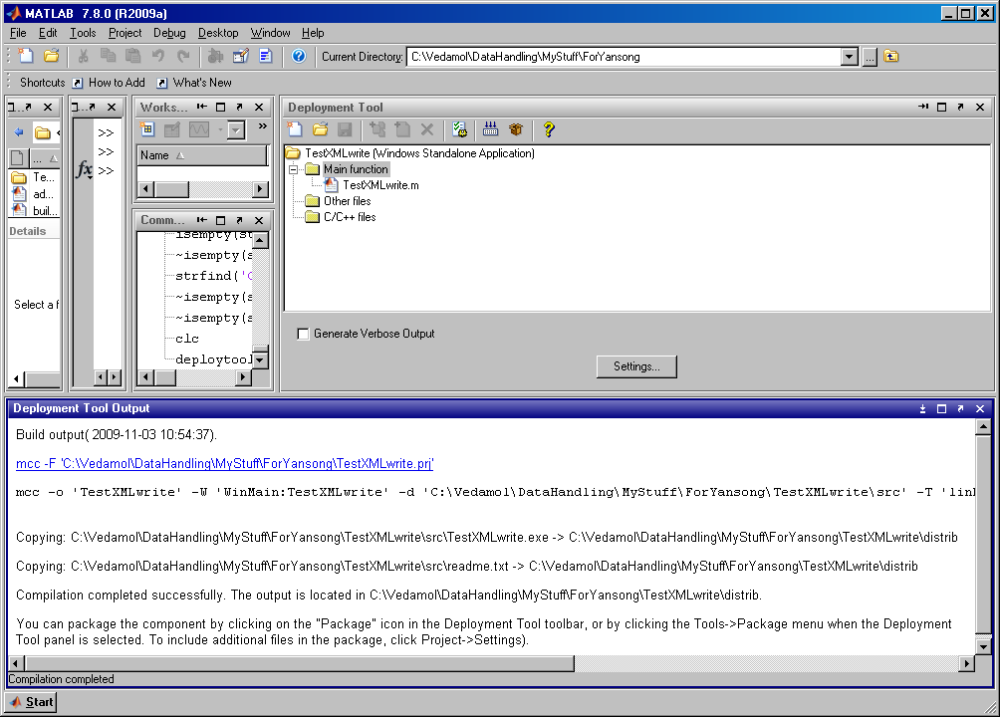 MATLAB 7.8.0 (R2009a)
File Edit Tools Project Debug Desktop Window Help
Current Directory: C:\Vedamol\DataHandling\MyStuff\ForYansong
Shortcuts How to Add What's New
Works...
Name
Te...
ad...
buil...
Details
Select a f
>>
>>
>>
fx
Comm...
isempty(st
~isempty(s
strfind('C
~isempty(s
~isempty(s
clc
deploytool
Deployment Tool
TestXMLwrite (Windows Standalone Application)
Main function
TestXMLwrite.m
Other files
C/C++ files
Generate Verbose Output
Settings...
Deployment Tool Output
Build output( 2009-11-03 10:54:37).
mcc -F 'C:\Vedamol\DataHandling\MyStuff\ForYansong\TestXMLwrite.prj'
mcc -o 'TestXMLwrite' -W 'WinMain:TestXMLwrite' -d 'C:\Vedamol\DataHandling\MyStuff\ForYansong\TestXMLwrite\src' -T 'link
Copying: C:\Vedamol\DataHandling\MyStuff\ForYansong\TestXMLwrite\src\TestXMLwrite.exe -> C:\Vedamol\DataHandling\MyStuff\ForYansong\TestXMLwrite\distrib
Copying: C:\Vedamol\DataHandling\MyStuff\ForYansong\TestXMLwrite\src\readme.txt -> C:\Vedamol\DataHandling\MyStuff\ForYansong\TestXMLwrite\distrib
Compilation completed successfully. The output is located in C:\Vedamol\DataHandling\MyStuff\ForYansong\TestXMLwrite\distrib.
You can package the component by clicking on the "Package" icon in the Deployment Tool toolbar, or by clicking the Tools->Package menu when the Deployment
Tool panel is selected. To include additional files in the package, click Project->Settings).
Compilation completed
Start